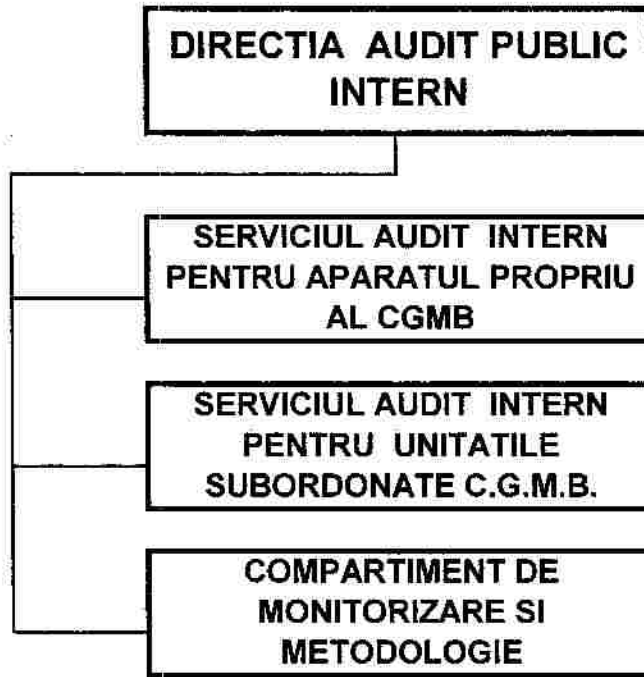 DIRECTIA AUDIT PUBLIC
INTERN
SERVICIUL AUDIT INTERN
PENTRU APARATUL PROPRIU
AL CGMB
SERVICIUL AUDIT INTERN
PENTRU UNITATILE
SUBORDONATE C.G.M.B.
COMPARTIMENT DE
MONITORIZARE SI
METODOLOGIE